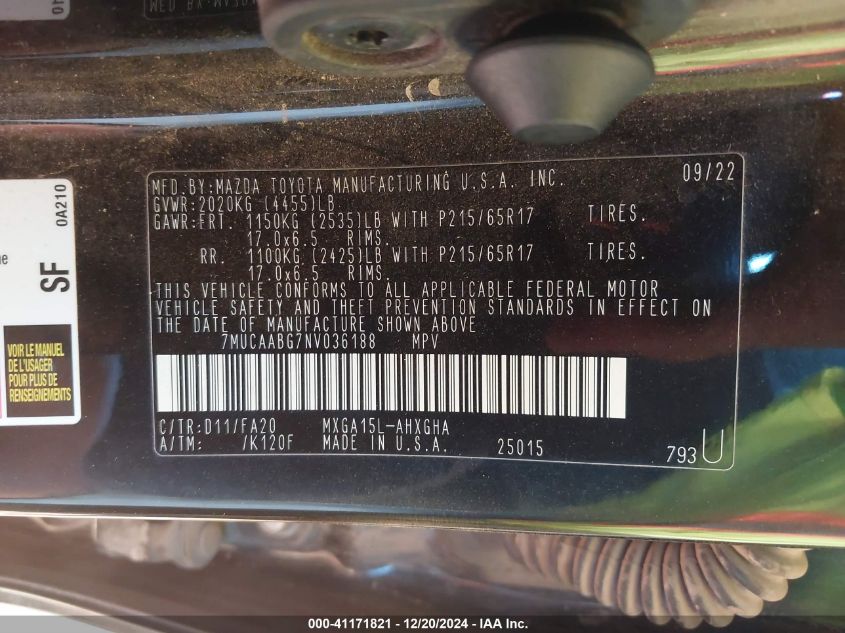 0A210
SF
ne
VOIR LE MANUEL
D'USAGE
POUR PLUS DE
RENSEIGNEMENTS
MFD.BY:MAZDA TOYOTA MANUFACTURING U.S.A. INC. 09/22
GVWR:2020KG (4455)LB
GAWR:FRT. 1150KG (2535)LB WITH P215/65R17 TIRES.
17.0x6.5 RIMS.
RR. 1100KG (2425)LB WITH P215/65R17 TIRES.
17.0x6.5 RIMS.
THIS VEHICLE CONFORMS TO ALL APPLICABLE FEDERAL MOTOR
VEHICLE SAFETY AND THEFT PREVENTION STANDARDS IN EFFECT ON
THE DATE OF MANUFACTURE SHOWN ABOVE
7MUCAABG7NV036188 MPV
C/TR:D11/FA20 MXGA15L-AHXGHA
A/TM: /K120F MADE IN U.S.A. 25015 793 U
000-41171821 - 12/20/2024 - IAA Inc.